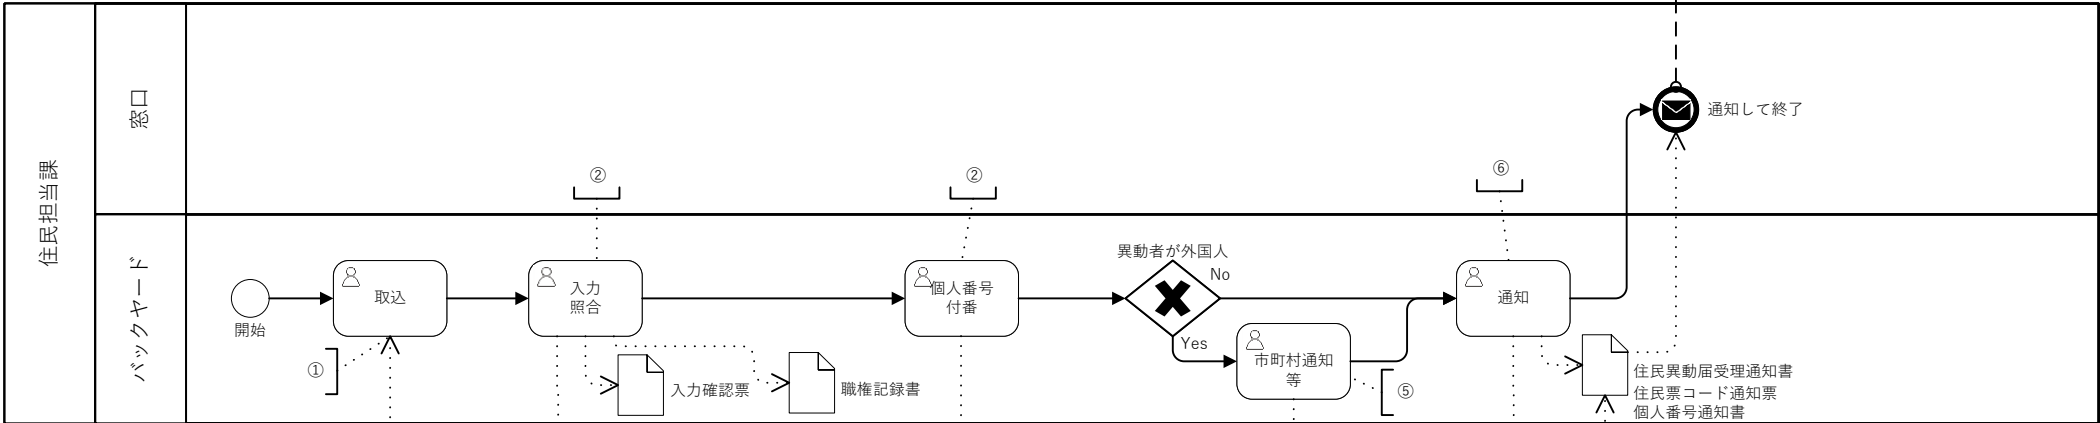 住民担当課
窓口
バックヤード
開始
①
取込
②
入力
照合
入力確認票
職権記録書
②
個人番号
付番
異動者が外国人
No
Yes
市町村通知
等
⑤
⑥
通知
通知して終了
住民異動届受理通知書
住民票コード通知票
個人番号通知書